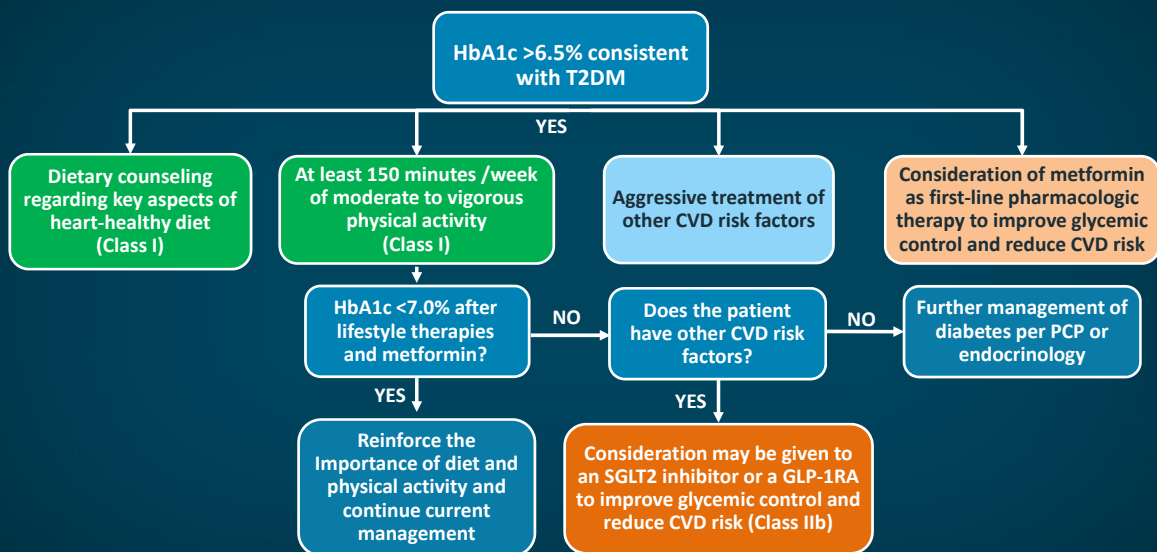 HbA1c >6.5% consistent
with T2DM
YES
Dietary counseling
regarding key aspects of
heart-healthy diet
(Class I)
At least 150 minutes /week
of moderate to vigorous
physical activity
(Class I)
Aggressive treatment of
other CVD risk factors
Consideration of metformin
as first-line pharmacologic
therapy to improve glycemic
control and reduce CVD risk
HbA1c <7.0% after
lifestyle therapies
and metformin?
NO
Does the patient
have other CVD risk
factors?
NO
Further management of
diabetes per PCP or
endocrinology
YES
YES
Reinforce the
Importance of diet and
physical activity and
continue current
management
Consideration may be given to
an SGLT2 inhibitor or a GLP-1RA
to improve glycemic control and
reduce CVD risk (Class IIb)